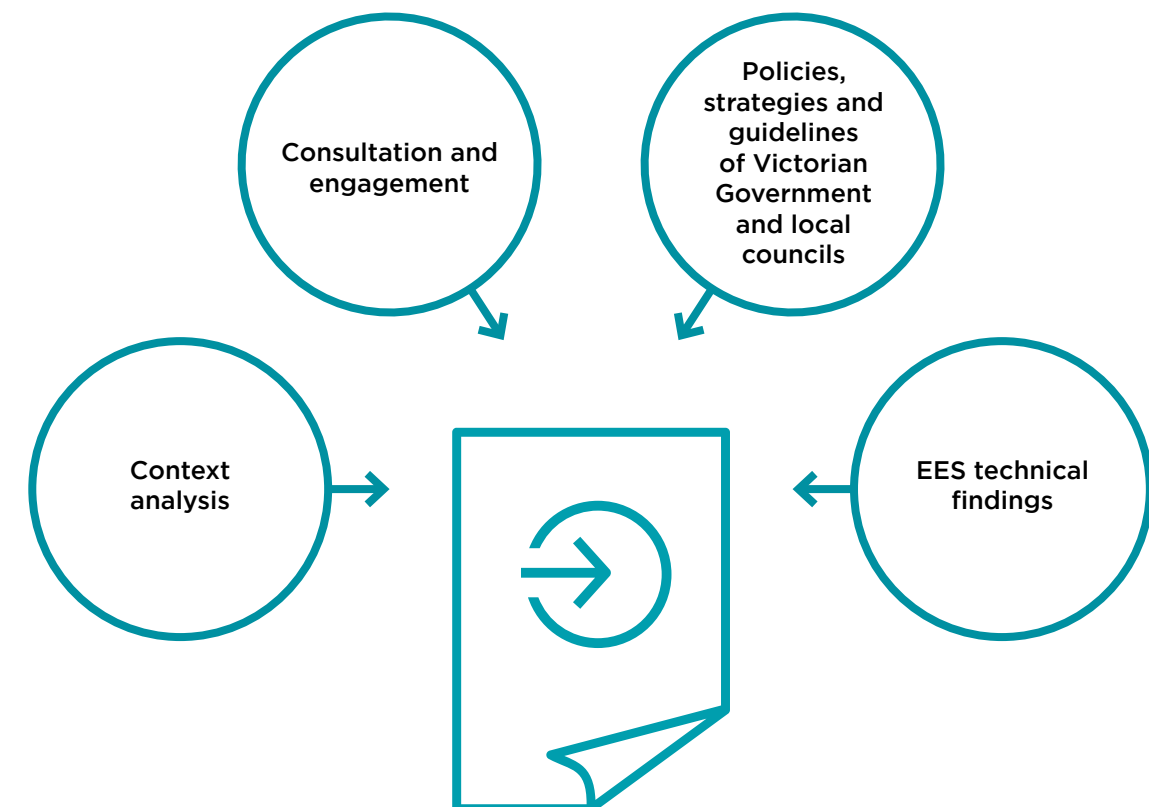 Consultation and
engagement
Policies,
strategies and
guidelines
of Victorian
Government
and local
councils
Context
analysis
EES technical
findings